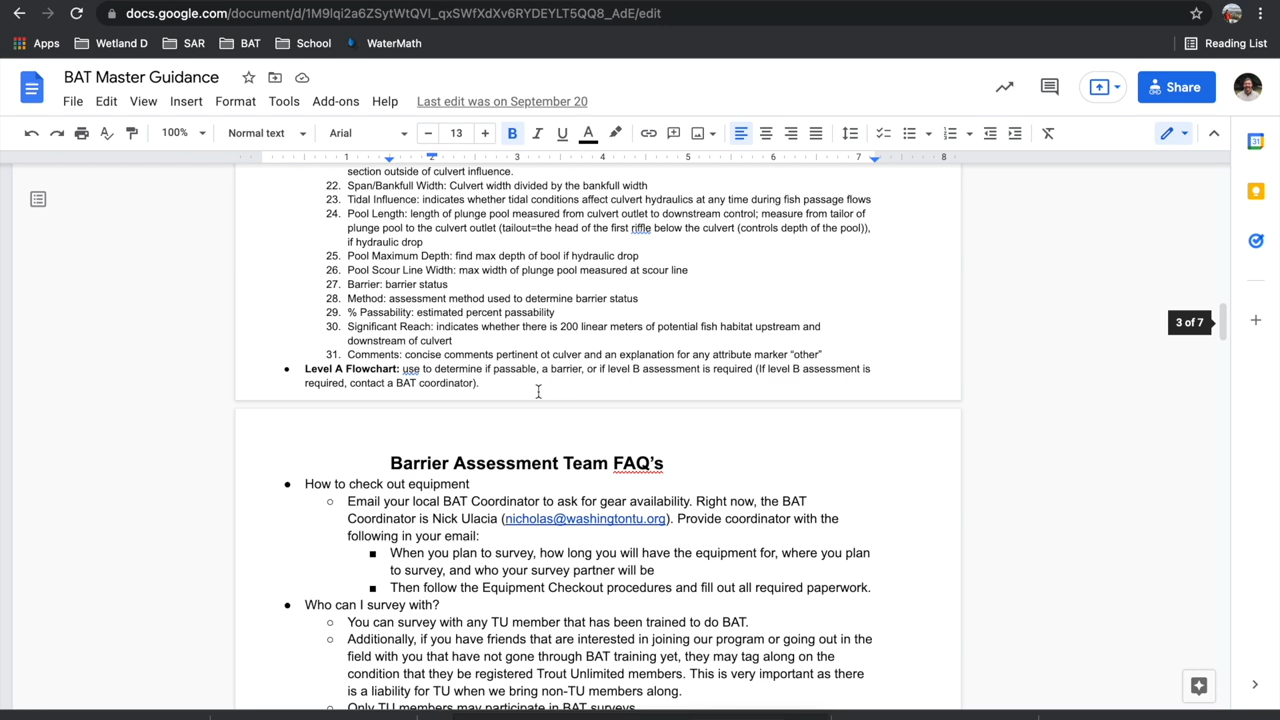 docs.google.com/document/d/1M9lqi2a6ZSytWtQVI_qxSWfXdXv6RYDEYLT5QQ8_AdE/edit
Apps Wetland D SAR BAT School WaterMath Reading List
BAT Master Guidance
File Edit View Insert Format Tools Add-ons Help Last edit was on September 20
Share
100% Normal text Arial 13 B I U A
1 2 3 4 5 6 7 8
31
section outside of culvert influence.
22. Span/Bankfull Width: Culvert width divided by the bankfull width
23. Tidal Influence: indicates whether tidal conditions affect culvert hydraulics at any time during fish passage flows
24. Pool Length: length of plunge pool measured from culvert outlet to downstream control; measure from tailor of
plunge pool to the culvert outlet (tailout=the head of the first riffle below the culvert (controls depth of the pool)),
if hydraulic drop
25. Pool Maximum Depth: find max depth of bool if hydraulic drop
26. Pool Scour Line Width: max width of plunge pool measured at scour line
27. Barrier: barrier status
28. Method: assessment method used to determine barrier status
29. % Passability: estimated percent passability
30. Significant Reach: indicates whether there is 200 linear meters of potential fish habitat upstream and
downstream of culvert
31. Comments: concise comments pertinent ot culver and an explanation for any attribute marker “other”
● Level A Flowchart: use to determine if passable, a barrier, or if level B assessment is required (If level B assessment is
required, contact a BAT coordinator).
3 of 7
Barrier Assessment Team FAQ’s
● How to check out equipment
○ Email your local BAT Coordinator to ask for gear availability. Right now, the BAT
Coordinator is Nick Ulacia (nicholas@washingtontu.org). Provide coordinator with the
following in your email:
■ When you plan to survey, how long you will have the equipment for, where you plan
to survey, and who your survey partner will be
■ Then follow the Equipment Checkout procedures and fill out all required paperwork.
● Who can I survey with?
○ You can survey with any TU member that has been trained to do BAT.
○ Additionally, if you have friends that are interested in joining our program or going out in the
field with you that have not gone through BAT training yet, they may tag along on the
condition that they be registered Trout Unlimited members. This is very important as there
is a liability for TU when we bring non-TU members along.
○ Only TU members may participate in BAT surveys